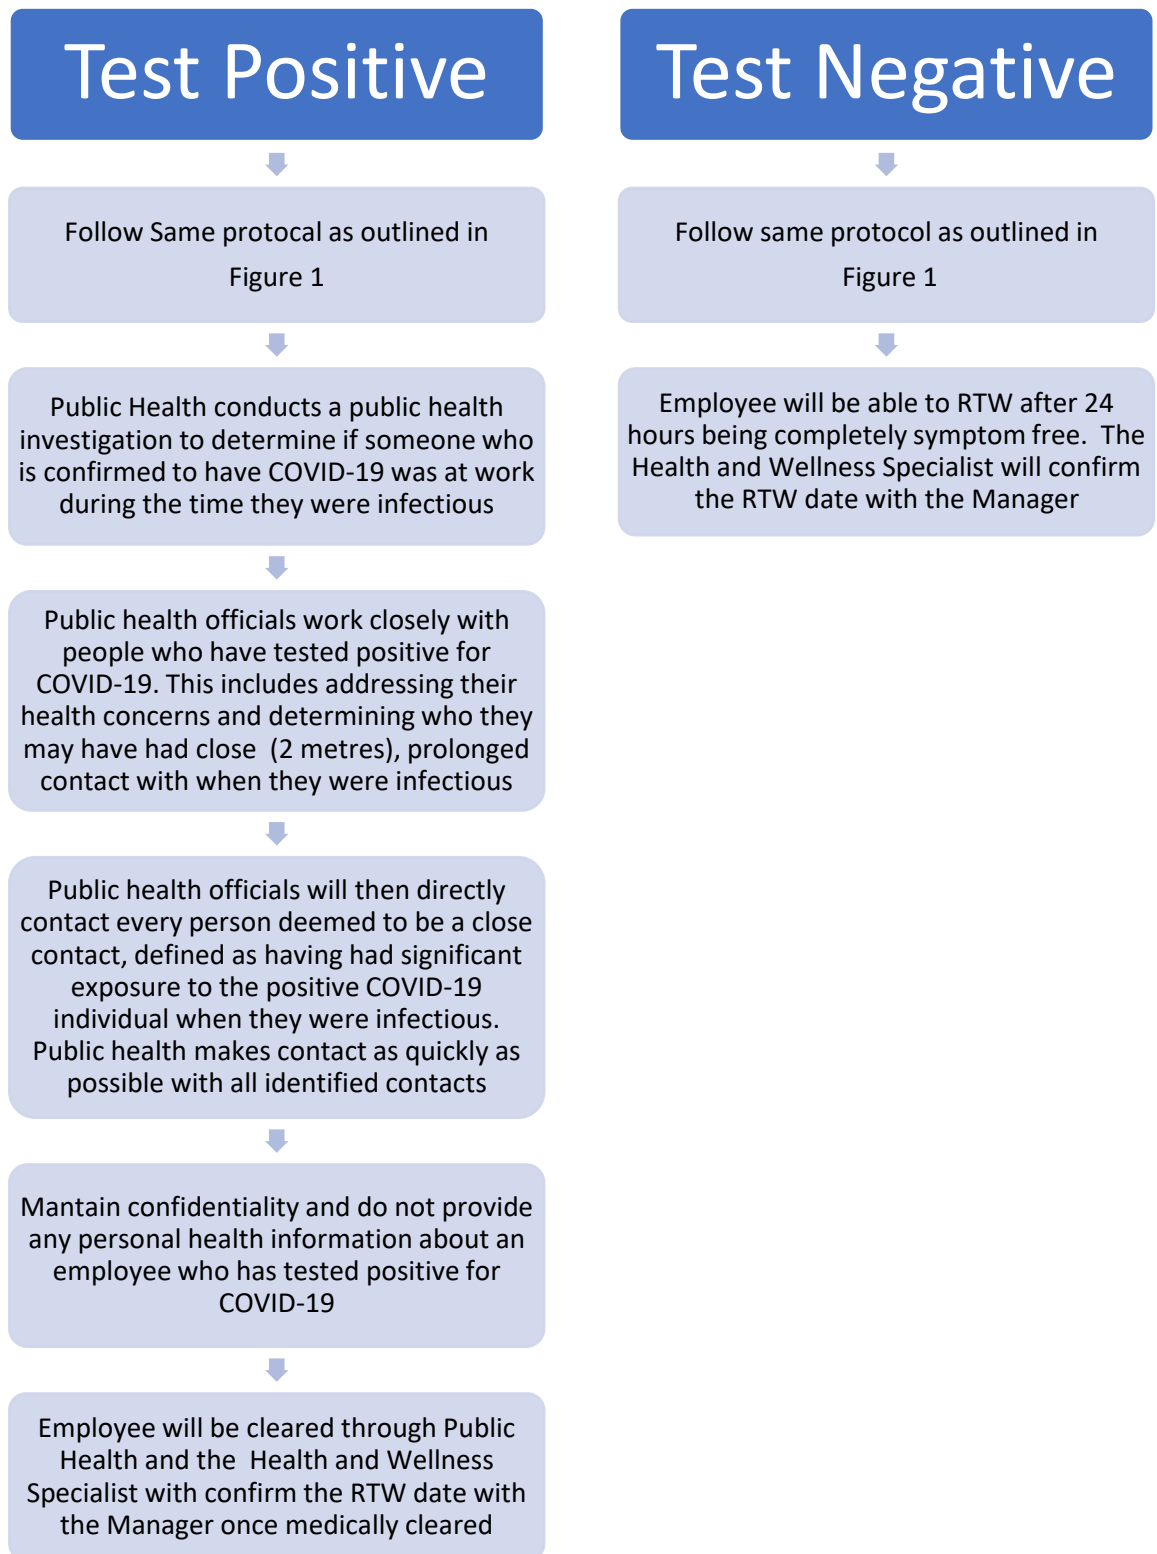 Test Positive
Follow Same protocal as outlined in
Figure 1
Public Health conducts a public health
investigation to determine if someone who
is confirmed to have COVID-19 was at work
during the time they were infectious
Public health officials work closely with
people who have tested positive for
COVID-19. This includes addressing their
health concerns and determining who they
may have had close (2 metres), prolonged
contact with when they were infectious
Public health officials will then directly
contact every person deemed to be a close
contact, defined as having had significant
exposure to the positive COVID-19
individual when they were infectious.
Public health makes contact as quickly as
possible with all identified contacts
Mantain confidentiality and do not provide
any personal health information about an
employee who has tested positive for
COVID-19
Employee will be cleared through Public
Health and the Health and Wellness
Specialist with confirm the RTW date with
the Manager once medically cleared
Test Negative
Follow same protocol as outlined in
Figure 1
Employee will be able to RTW after 24
hours being completely symptom free. The
Health and Wellness Specialist will confirm
the RTW date with the Manager